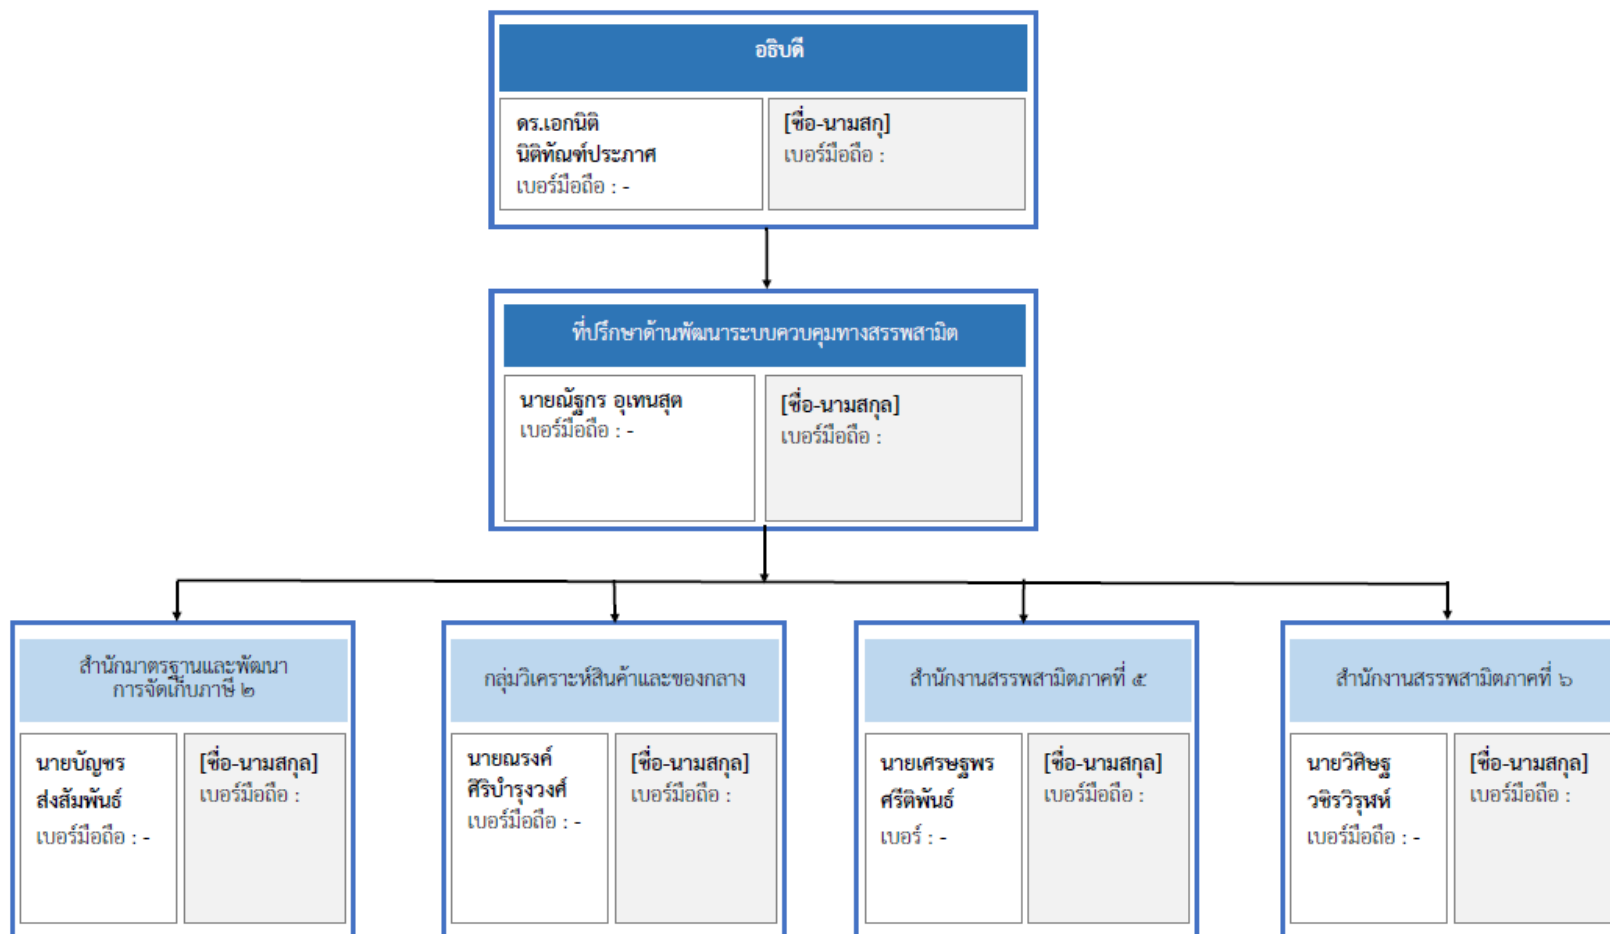 อธิบดี
ดร.เอกนิติ
นิติทัณฑ์ประภาศ
เบอร์มือถือ : -
[ชื่อ-นามสกุ]
เบอร์มือถือ :
ที่ปรึกษาด้านพัฒนาระบบควบคุมทางสรรพสามิต
นายณัฐกร อุเทนสุต
เบอร์มือถือ : -
[ชื่อ-นามสกุล]
เบอร์มือถือ :
สำนักมาตรฐานและพัฒนา
การจัดเก็บภาษี ๒
นายบัญชร
ส่งสัมพันธ์
เบอร์มือถือ : -
[ชื่อ-นามสกุล]
เบอร์มือถือ :
กลุ่มวิเคราะห์สินค้าและของกลาง
นายณรงค์
ศิริบำรุงวงศ์
เบอร์มือถือ : -
[ชื่อ-นามสกุล]
เบอร์มือถือ :
สำนักงานสรรพสามิตภาคที่ ๕
นายเศรษฐพร
ศรีติพันธ์
เบอร์ : -
[ชื่อ-นามสกุล]
เบอร์มือถือ :
สำนักงานสรรพสามิตภาคที่ ๖
นายวิศิษฐ
วชิรวิรุฬห์
เบอร์มือถือ : -
[ชื่อ-นามสกุล]
เบอร์มือถือ :